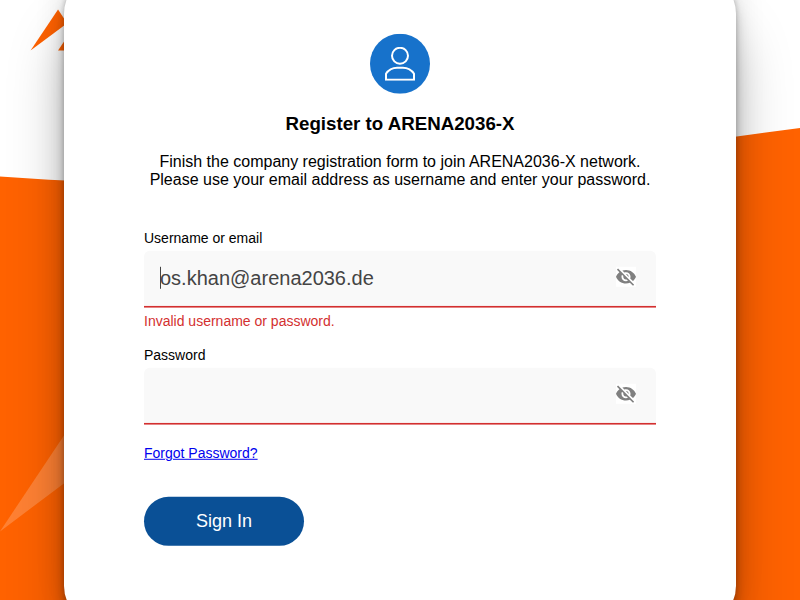 Register to ARENA2036-X
Finish the company registration form to join ARENA2036-X network.
Please use your email address as username and enter your password.
Username or email
os.khan@arena2036.de
Invalid username or password.
Password
Forgot Password?
Sign In